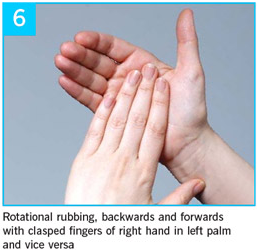 6
Rotational rubbing, backwards and forwards
with clasped fingers of right hand in left palm
and vice versa